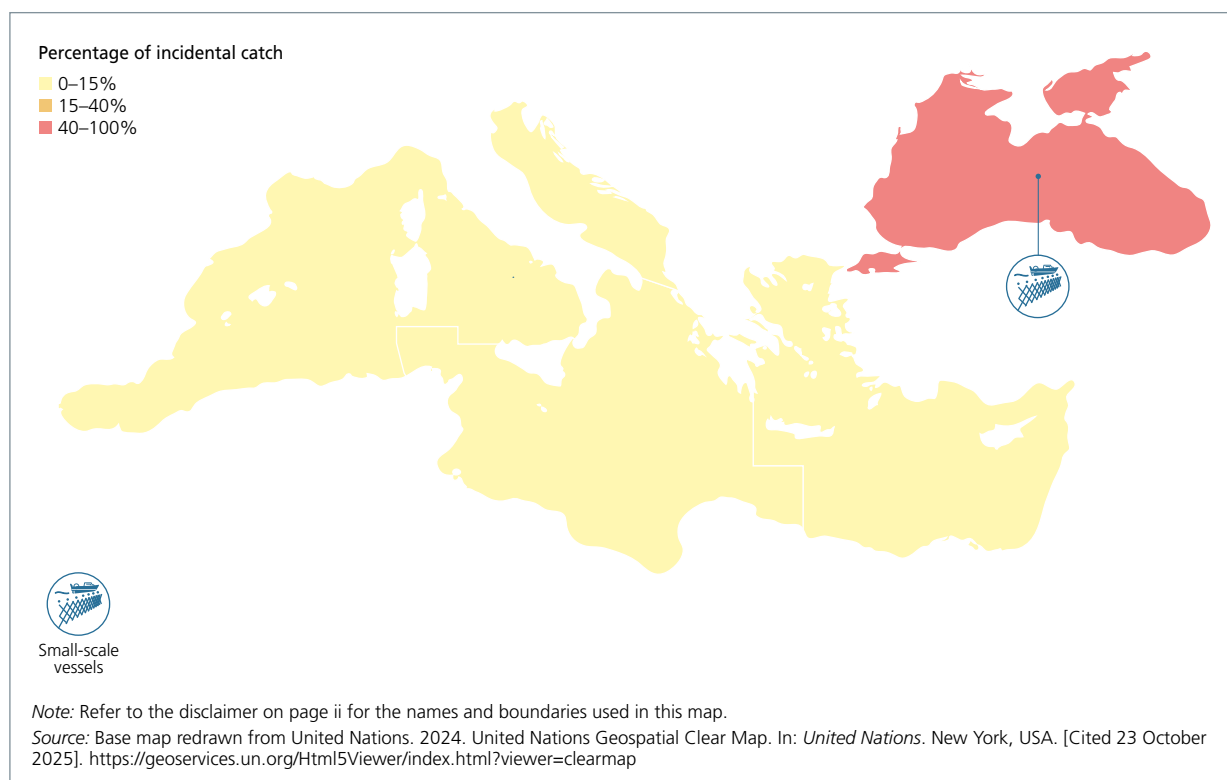 Percentage of incidental catch
0–15%
15–40%
40–100%
Small-scale
vessels
Note: Refer to the disclaimer on page ii for the names and boundaries used in this map.
Source: Base map redrawn from United Nations. 2024. United Nations Geospatial Clear Map. In: United Nations. New York, USA. [Cited 23 October
2025]. https://geoservices.un.org/Html5Viewer/index.html?viewer=clearmap